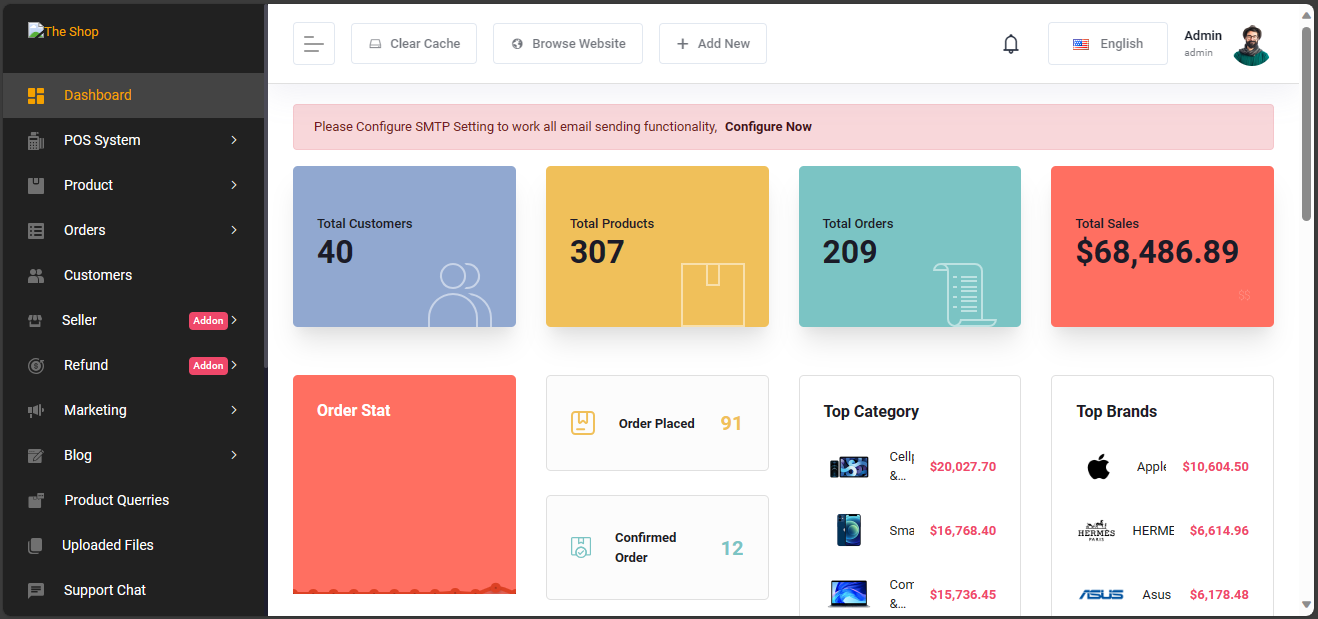 The Shop
Clear Cache
Browse Website
Add New
English
Admin
admin
Dashboard
POS System
Product
Orders
Customers
Seller Addon
Refund Addon
Marketing
Blog
Product Querries
Uploaded Files
Support Chat
Please Configure SMTP Setting to work all email sending functionality, Configure Now
Total Customers
40
Total Products
307
Total Orders
209
Total Sales
$68,486.89
$$
Order Stat
Order Placed 91
Confirmed
Order
12
Top Category
&...
$20,027.70
Sma $16,768.40
Com
&...
$15,736.45
Top Brands
Apple $10,604.50
HERMÈS
PARIS
HERME $6,614.96
ASUS Asus $6,178.48